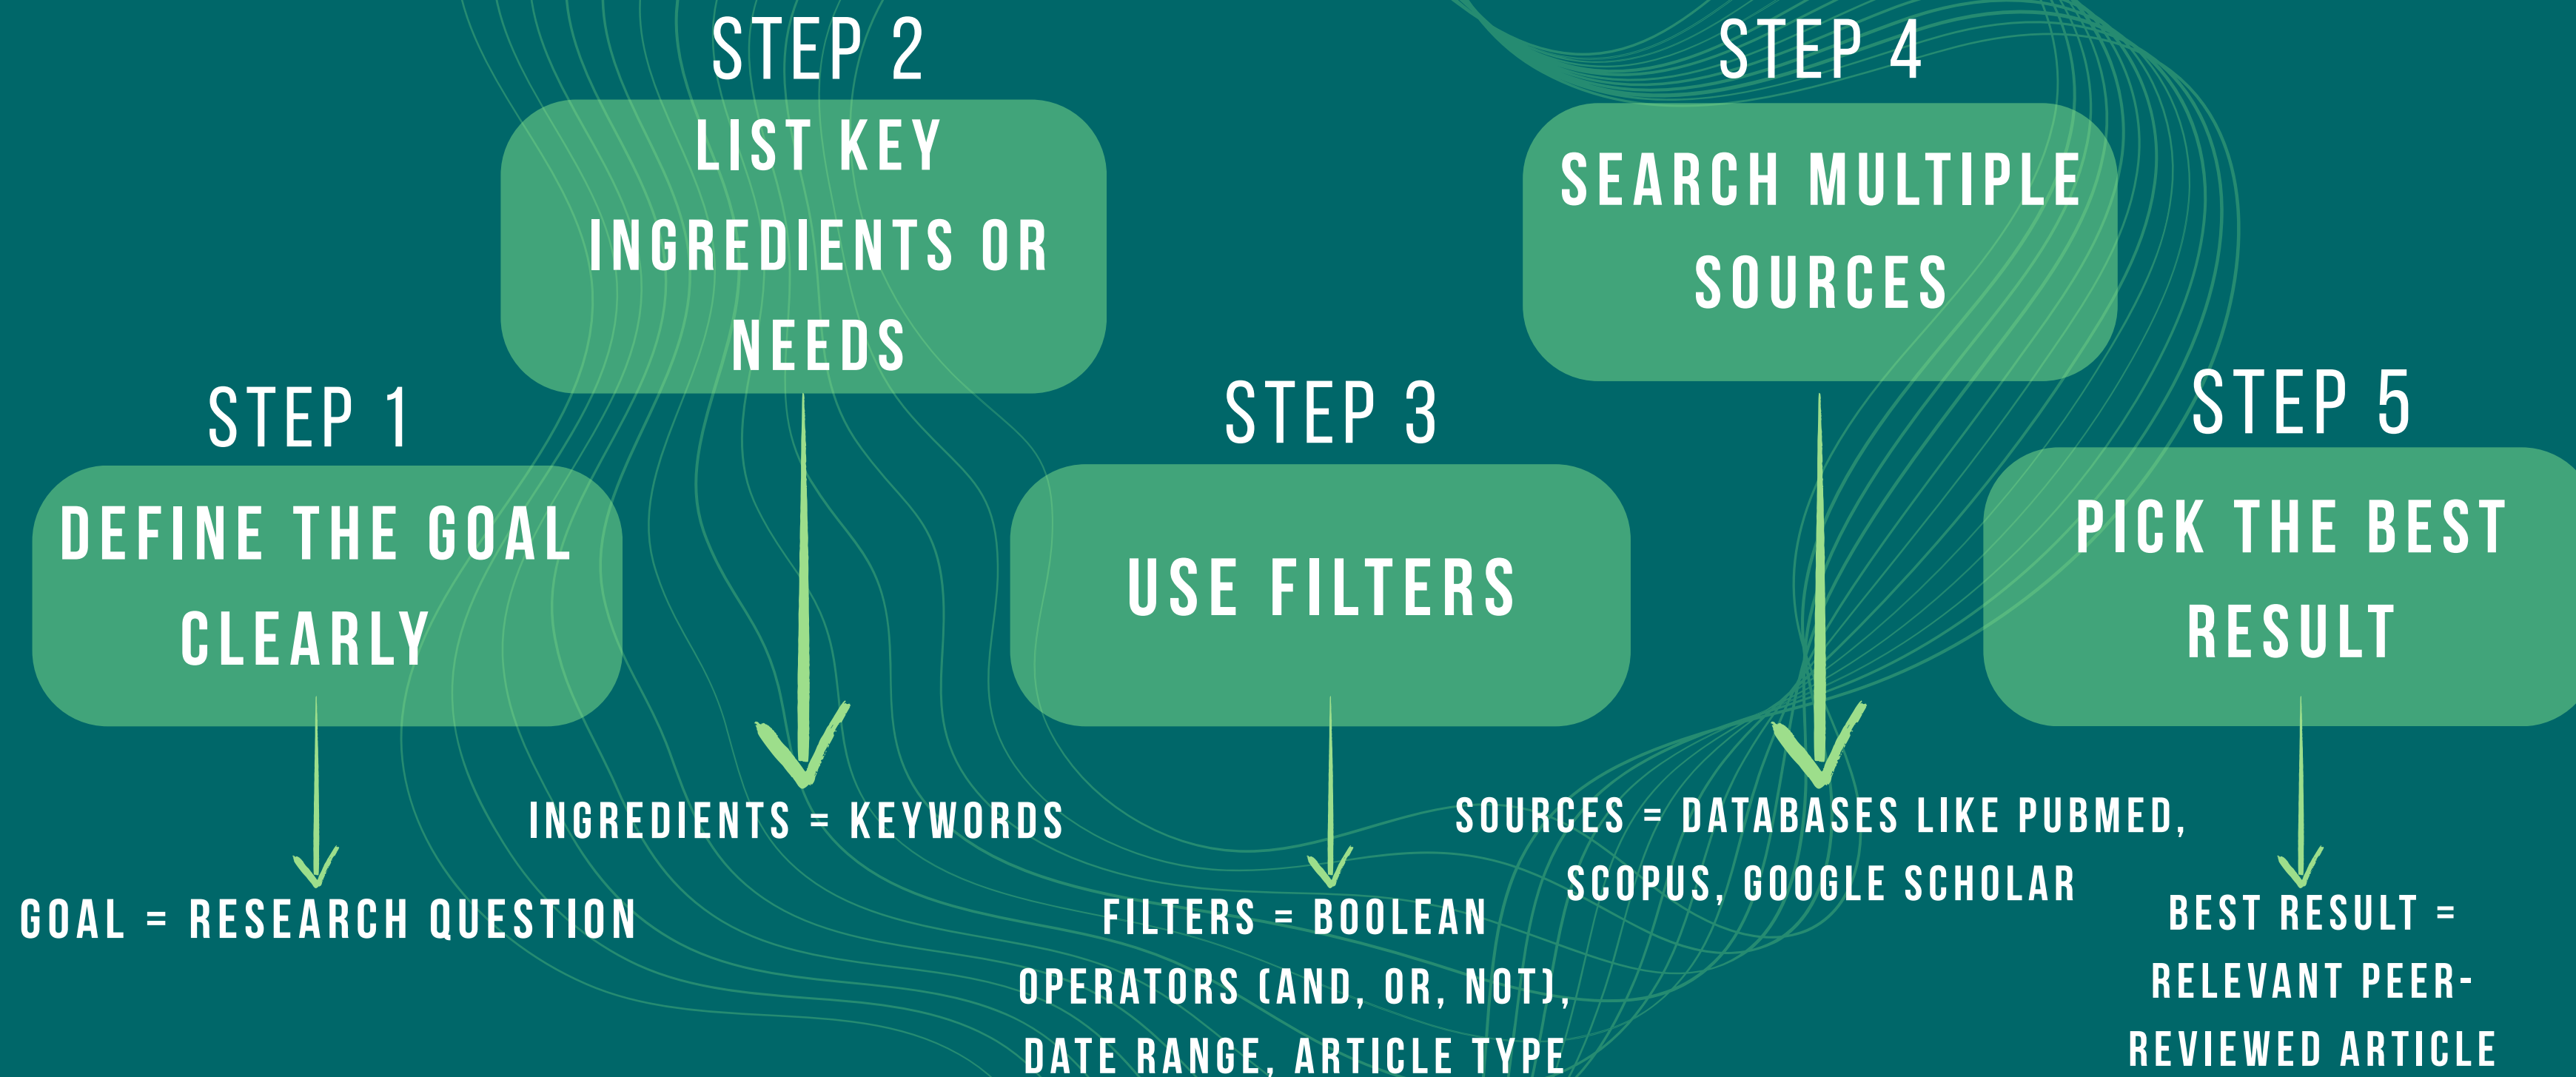 STEP 1
DEFINE THE GOAL
CLEARLY
GOAL = RESEARCH QUESTION
STEP 2
LIST KEY
INGREDIENTS OR
NEEDS
INGREDIENTS = KEYWORDS
STEP 3
USE FILTERS
FILTERS = BOOLEAN
OPERATORS (AND, OR, NOT),
DATE RANGE, ARTICLE TYPE
STEP 4
SEARCH MULTIPLE
SOURCES
SOURCES = DATABASES LIKE PUBMED,
SCOPUS, GOOGLE SCHOLAR
STEP 5
PICK THE BEST
RESULT
BEST RESULT =
RELEVANT PEER-
REVIEWED ARTICLE